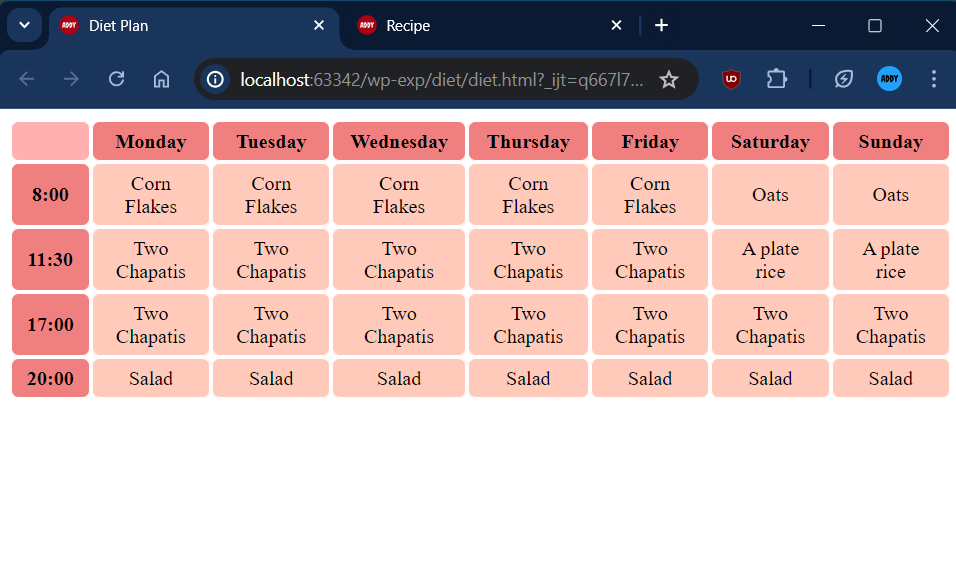 ADDY Diet Plan ADDY Recipe
localhost:63342/wp-exp/diet/diet.html?_ijt=q667l7... UO ADDY
Monday Tuesday Wednesday Thursday Friday Saturday Sunday
8:00 Corn Flakes Corn Flakes Corn Flakes Corn Flakes Corn Flakes Oats Oats
11:30 Two Chapatis Two Chapatis Two Chapatis Two Chapatis Two Chapatis A plate rice A plate rice
17:00 Two Chapatis Two Chapatis Two Chapatis Two Chapatis Two Chapatis Two Chapatis Two Chapatis
20:00 Salad Salad Salad Salad Salad Salad Salad